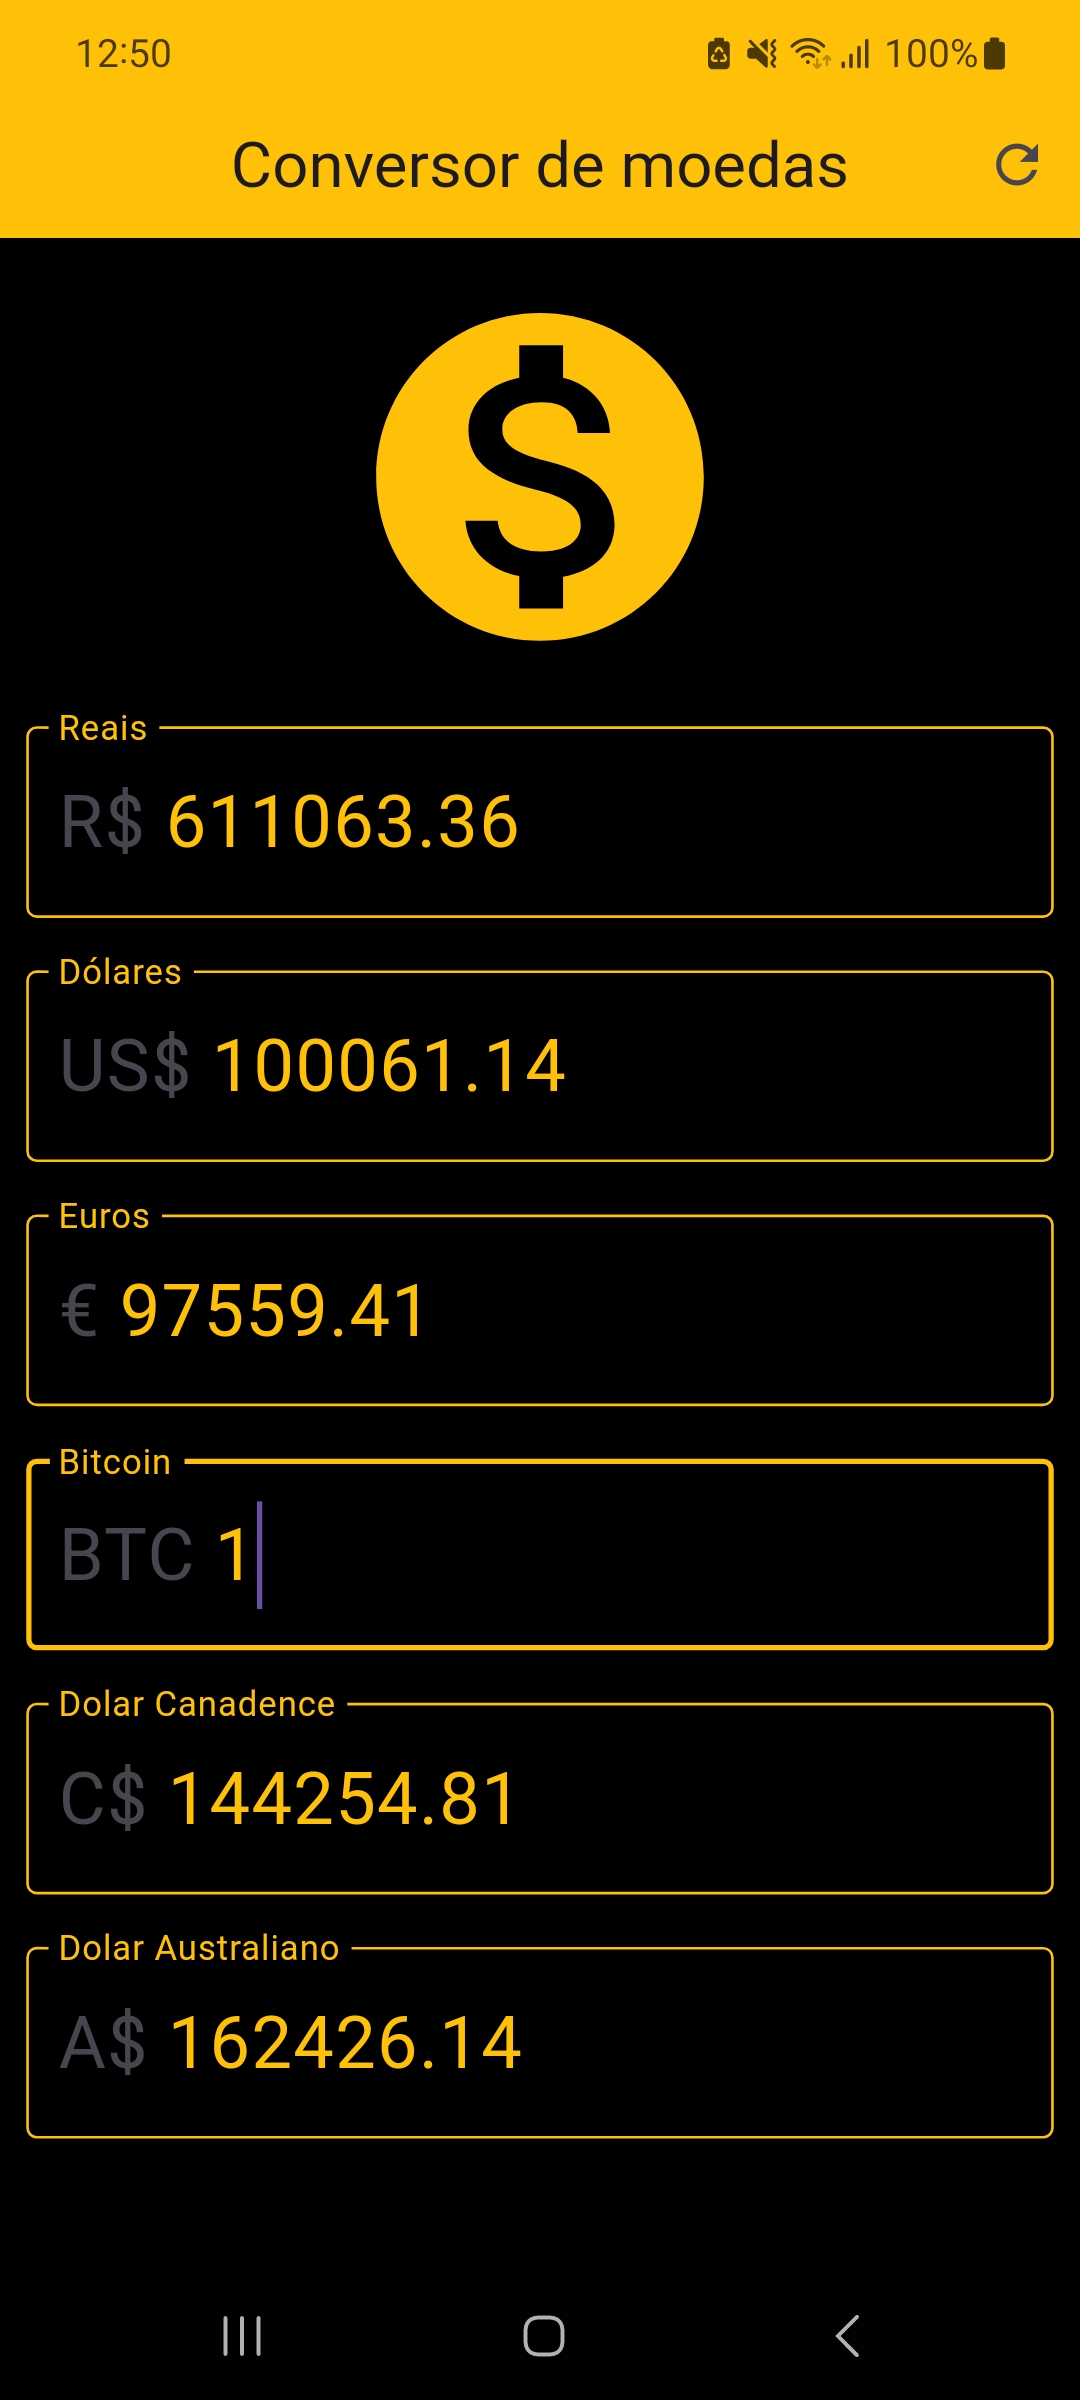 12:50
100%
Conversor de moedas
$
Reais
R$ 611063.36
Dólares
US$ 100061.14
Euros
€ 97559.41
Bitcoin
BTC 1
Dolar Canadence
C$ 144254.81
Dolar Australiano
A$ 162426.14